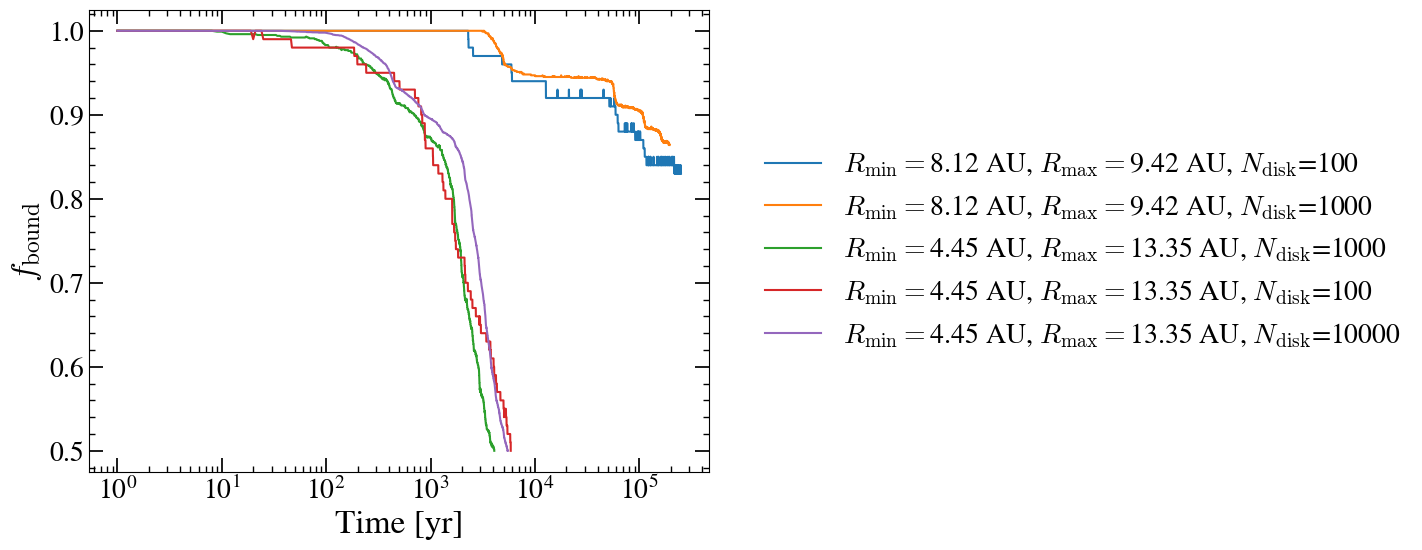 1.0
0.9
0.8
0.7
0.6
0.5
f_bound
10^0 10^1 10^2 10^3 10^4 10^5
Time [yr]
R_min = 8.12 AU, R_max = 9.42 AU, N_disk=100
R_min = 8.12 AU, R_max = 9.42 AU, N_disk=1000
R_min = 4.45 AU, R_max = 13.35 AU, N_disk=1000
R_min = 4.45 AU, R_max = 13.35 AU, N_disk=100
R_min = 4.45 AU, R_max = 13.35 AU, N_disk=10000